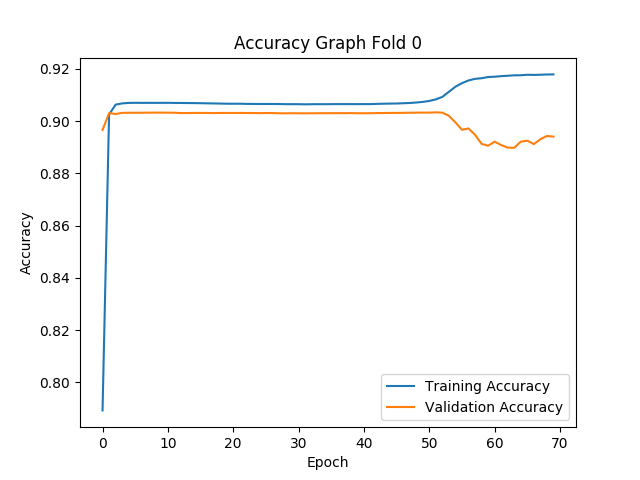 Accuracy Graph Fold 0
0.92
0.90
0.88
0.86
0.84
0.82
0.80
Accuracy
0 10 20 30 40 50 60 70
Epoch
Training Accuracy
Validation Accuracy